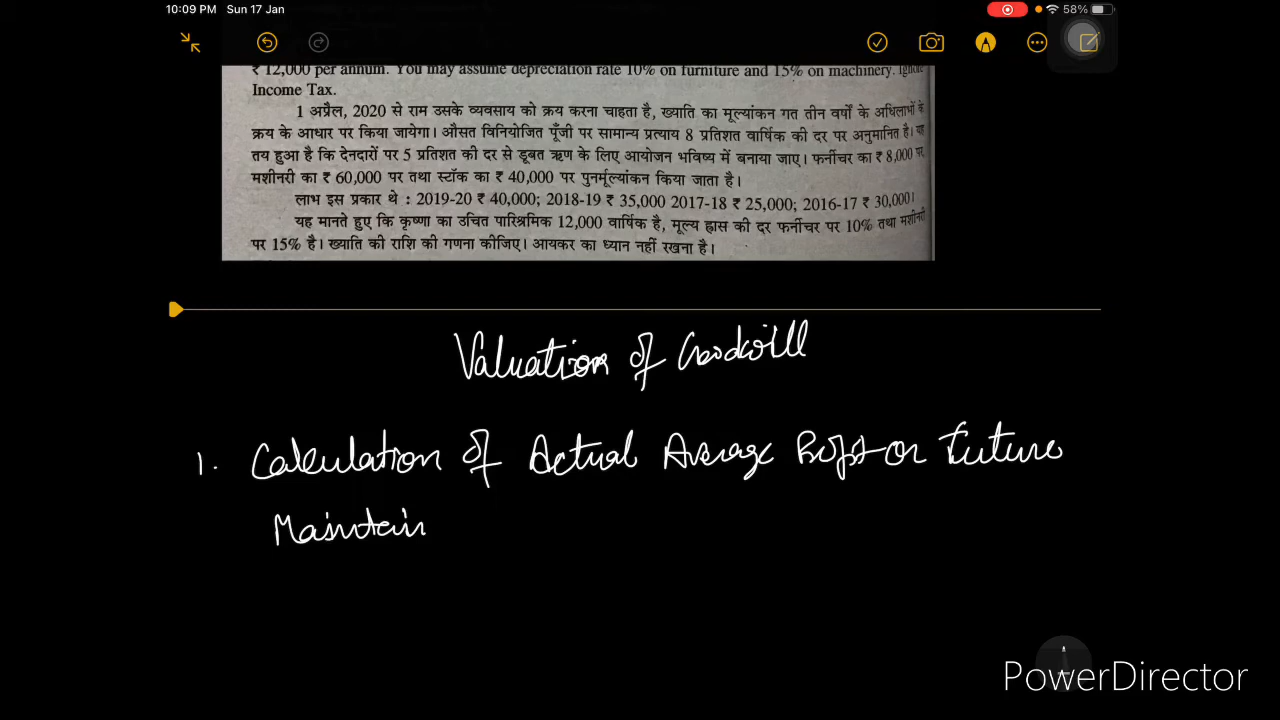 10:09 PM Sun 17 Jan 58%
₹ 12,000 per annum. You may assume depreciation rate 10% on furniture and 15% on machinery. Ignore
Income Tax.
1 अप्रैल, 2020 से राम उसके व्यवसाय को क्रय करना चाहता है, ख्याति का मूल्यांकन गत तीन वर्षों के अधिलाभों के
क्रय के आधार पर किया जायेगा। औसत विनियोजित पूँजी पर सामान्य प्रत्याय 8 प्रतिशत वार्षिक की दर पर अनुमानित है। यह
तय हुआ है कि देनदारों पर 5 प्रतिशत की दर से डूबत ऋण के लिए आयोजन भविष्य में बनाया जाए। फर्नीचर का ₹ 8,000 पर,
मशीनरी का ₹ 60,000 पर तथा स्टॉक का ₹ 40,000 पर पुनर्मूल्यांकन किया जाता है।
लाभ इस प्रकार थे : 2019-20 ₹ 40,000; 2018-19 ₹ 35,000 2017-18 ₹ 25,000; 2016-17 ₹ 30,000।
यह मानते हुए कि कृष्णा का उचित पारिश्रमिक 12,000 वार्षिक है, मूल्य ह्रास की दर फर्नीचर पर 10% तथा मशीनरी
पर 15% है। ख्याति की राशि की गणना कीजिए। आयकर का ध्यान नहीं रखना है।
Valuation of Goodwill
1. Calculation of Actual Average Profit or Future
Maintain
PowerDirector